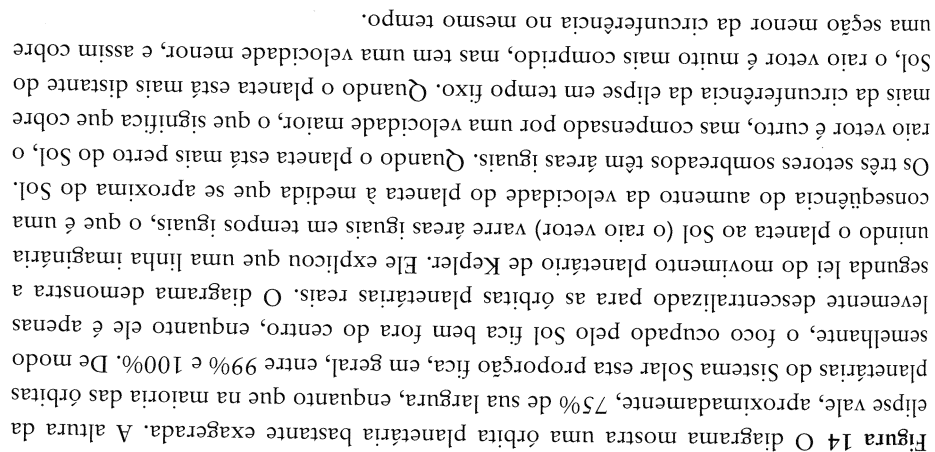 Figura 14 O diagrama mostra uma órbita planetária bastante exagerada. A altura da
elipse vale, aproximadamente, 75% de sua largura, enquanto que na maioria das órbitas
planetárias do Sistema Solar esta proporção fica, em geral, entre 99% e 100%. De modo
semelhante, o foco ocupado pelo Sol fica bem fora do centro, enquanto ele é apenas
levemente descentralizado para as órbitas planetárias reais. O diagrama demonstra a
segunda lei do movimento planetário de Kepler. Ele explicou que uma linha imaginária
unindo o planeta ao Sol (o raio vetor) varre áreas iguais em tempos iguais, o que é uma
conseqüência do aumento da velocidade do planeta à medida que se aproxima do Sol.
Os três setores sombreados têm áreas iguais. Quando o planeta está mais perto do Sol, o
raio vetor é curto, mas compensado por uma velocidade maior, o que significa que cobre
mais da circunferência da elipse em tempo fixo. Quando o planeta está mais distante do
Sol, o raio vetor é muito mais comprido, mas tem uma velocidade menor, e assim cobre
uma seção menor da circunferência no mesmo tempo.